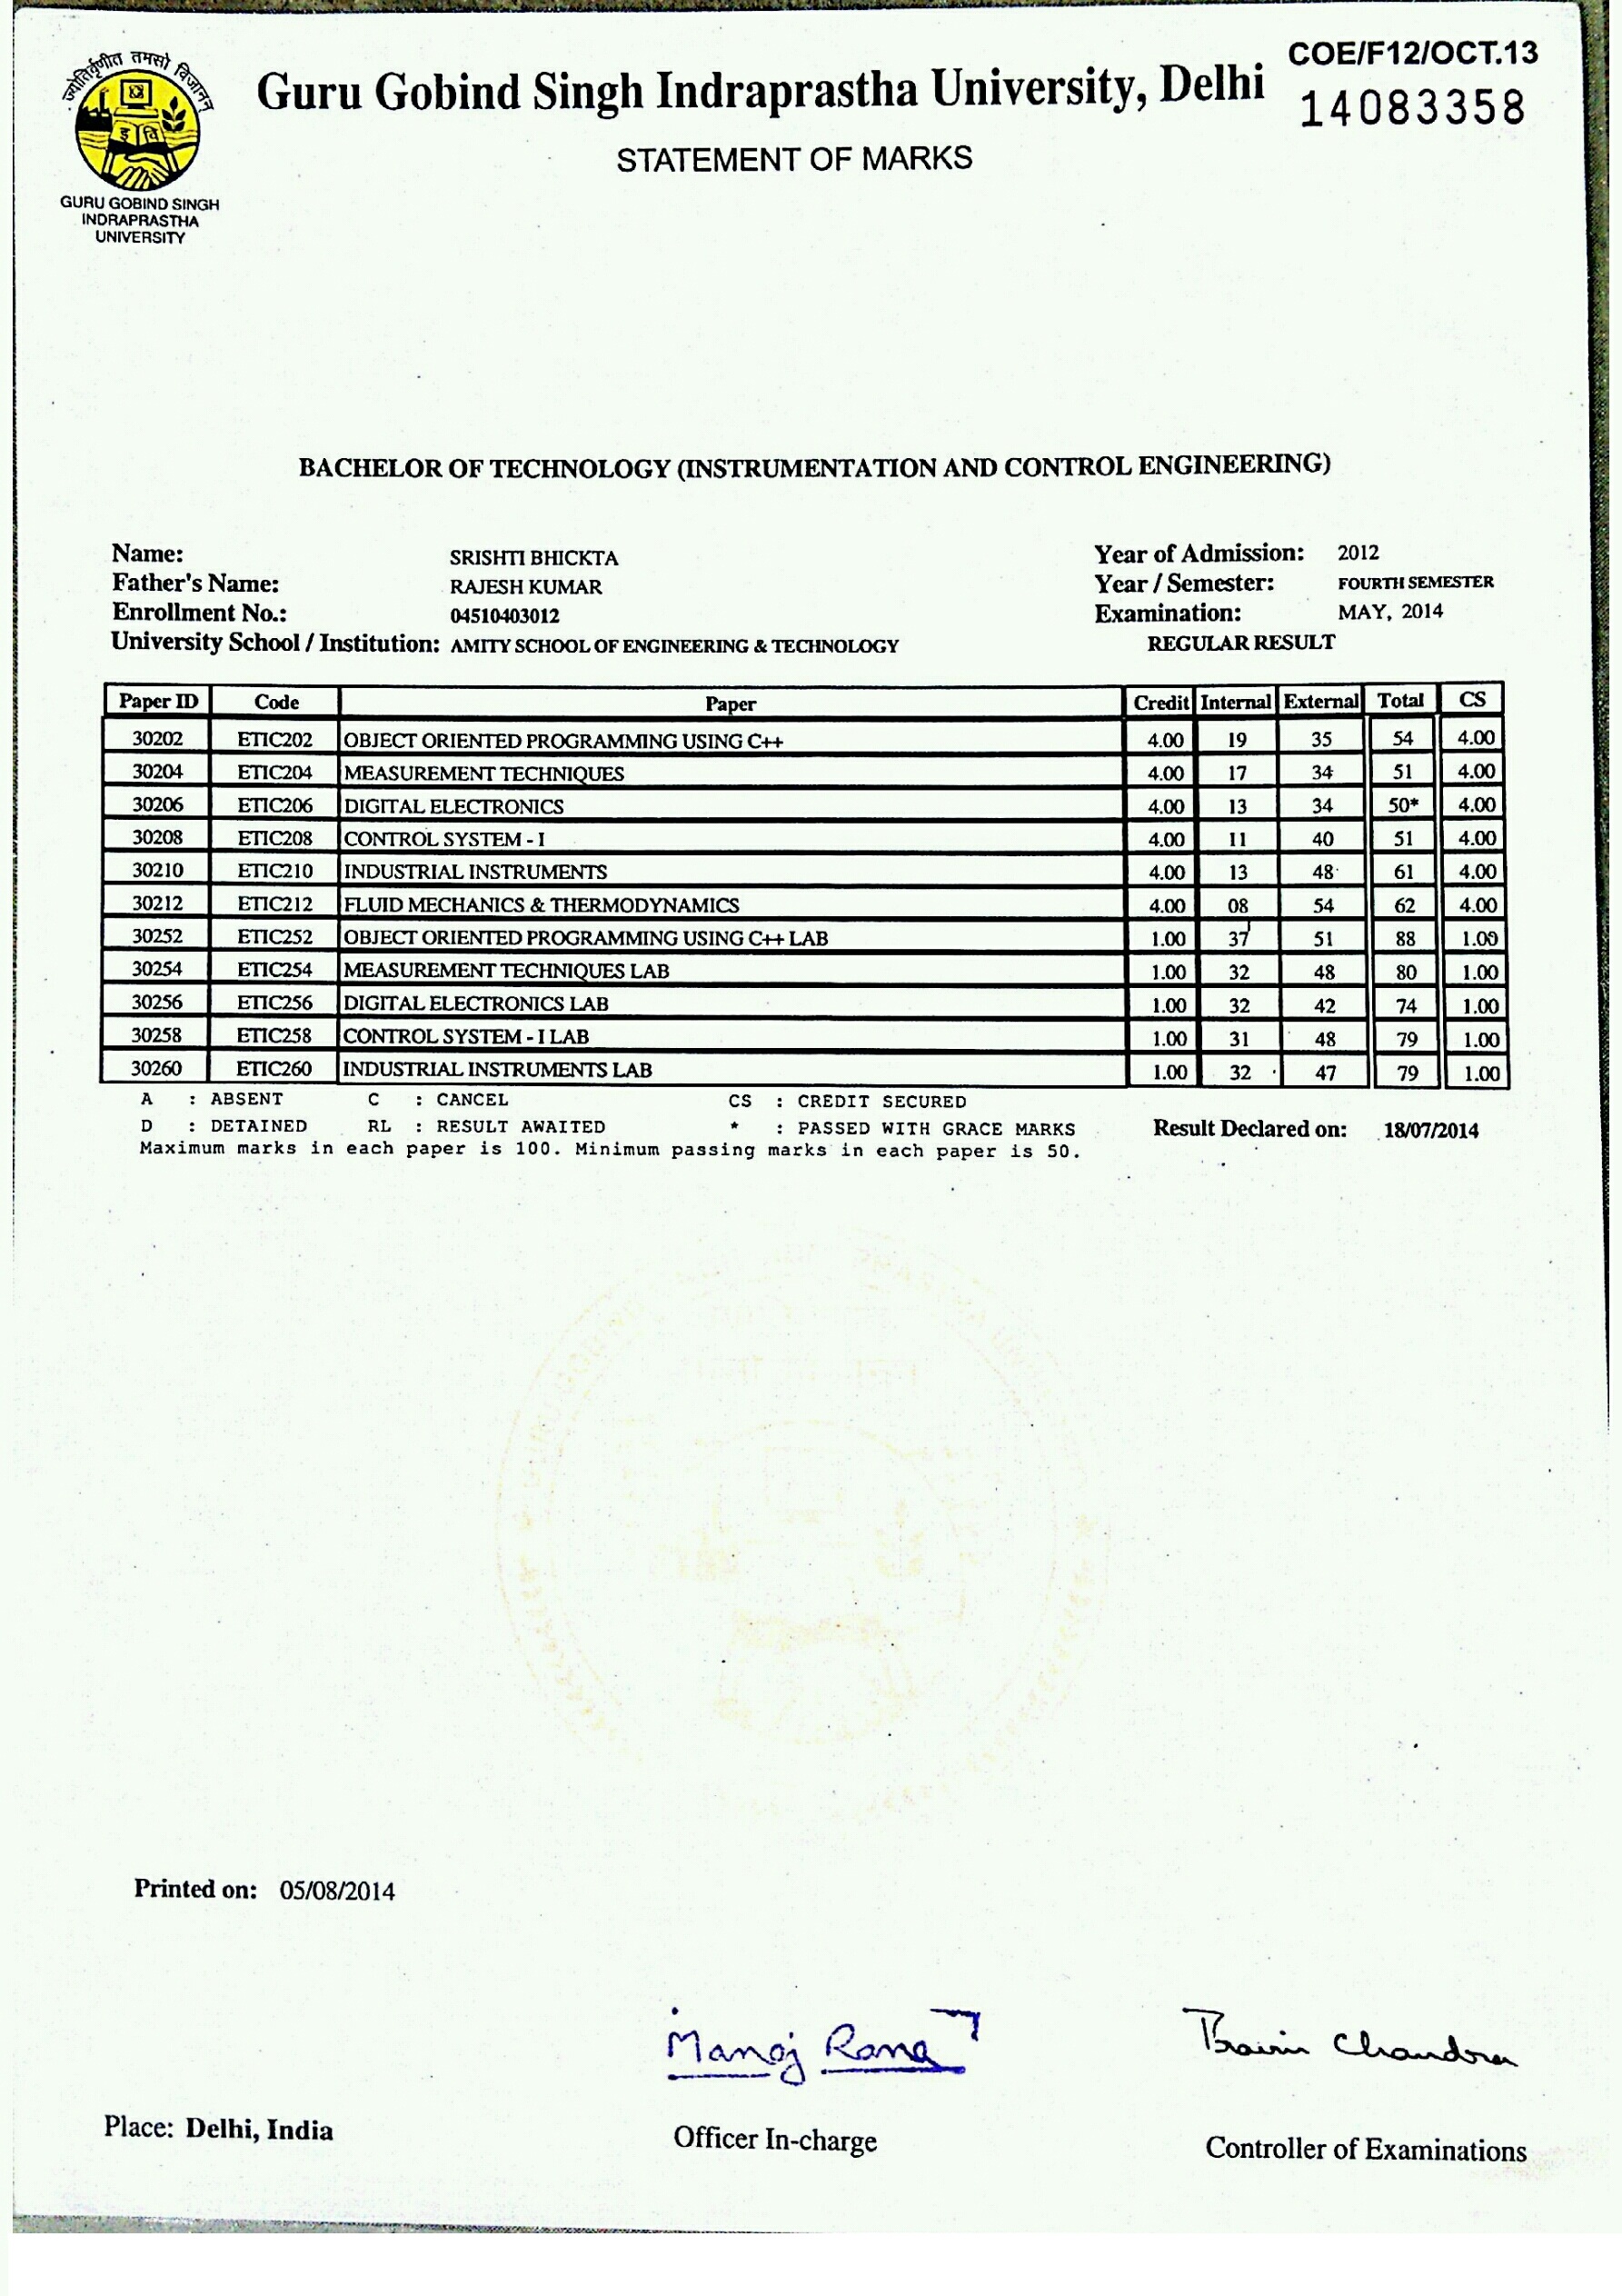 ज्योतिर्वृणीत तमसो विजानन्
COE/F12/OCT.13
Guru Gobind Singh Indraprastha University, Delhi
14083358
STATEMENT OF MARKS
GURU GOBIND SINGH
INDRAPRASTHA
UNIVERSITY
BACHELOR OF TECHNOLOGY (INSTRUMENTATION AND CONTROL ENGINEERING)
Name: SRISHTI BHICKTA Year of Admission: 2012
Father's Name: RAJESH KUMAR Year / Semester: FOURTH SEMESTER
Enrollment No.: 04510403012 Examination: MAY, 2014
University School / Institution: AMITY SCHOOL OF ENGINEERING & TECHNOLOGY REGULAR RESULT
Paper ID Code Paper Credit Internal External Total CS
30202 ETIC202 OBJECT ORIENTED PROGRAMMING USING C++ 4.00 19 35 54 4.00
30204 ETIC204 MEASUREMENT TECHNIQUES 4.00 17 34 51 4.00
30206 ETIC206 DIGITAL ELECTRONICS 4.00 13 34 50* 4.00
30208 ETIC208 CONTROL SYSTEM - I 4.00 11 40 51 4.00
30210 ETIC210 INDUSTRIAL INSTRUMENTS 4.00 13 48 61 4.00
30212 ETIC212 FLUID MECHANICS & THERMODYNAMICS 4.00 08 54 62 4.00
30252 ETIC252 OBJECT ORIENTED PROGRAMMING USING C++ LAB 1.00 37 51 88 1.00
30254 ETIC254 MEASUREMENT TECHNIQUES LAB 1.00 32 48 80 1.00
30256 ETIC256 DIGITAL ELECTRONICS LAB 1.00 32 42 74 1.00
30258 ETIC258 CONTROL SYSTEM - I LAB 1.00 31 48 79 1.00
30260 ETIC260 INDUSTRIAL INSTRUMENTS LAB 1.00 32 47 79 1.00
A : ABSENT C : CANCEL CS : CREDIT SECURED
D : DETAINED RL : RESULT AWAITED * : PASSED WITH GRACE MARKS Result Declared on: 18/07/2014
Maximum marks in each paper is 100. Minimum passing marks in each paper is 50.
Printed on: 05/08/2014
Manoj Rana Chandra
Place: Delhi, India Officer In-charge Controller of Examinations